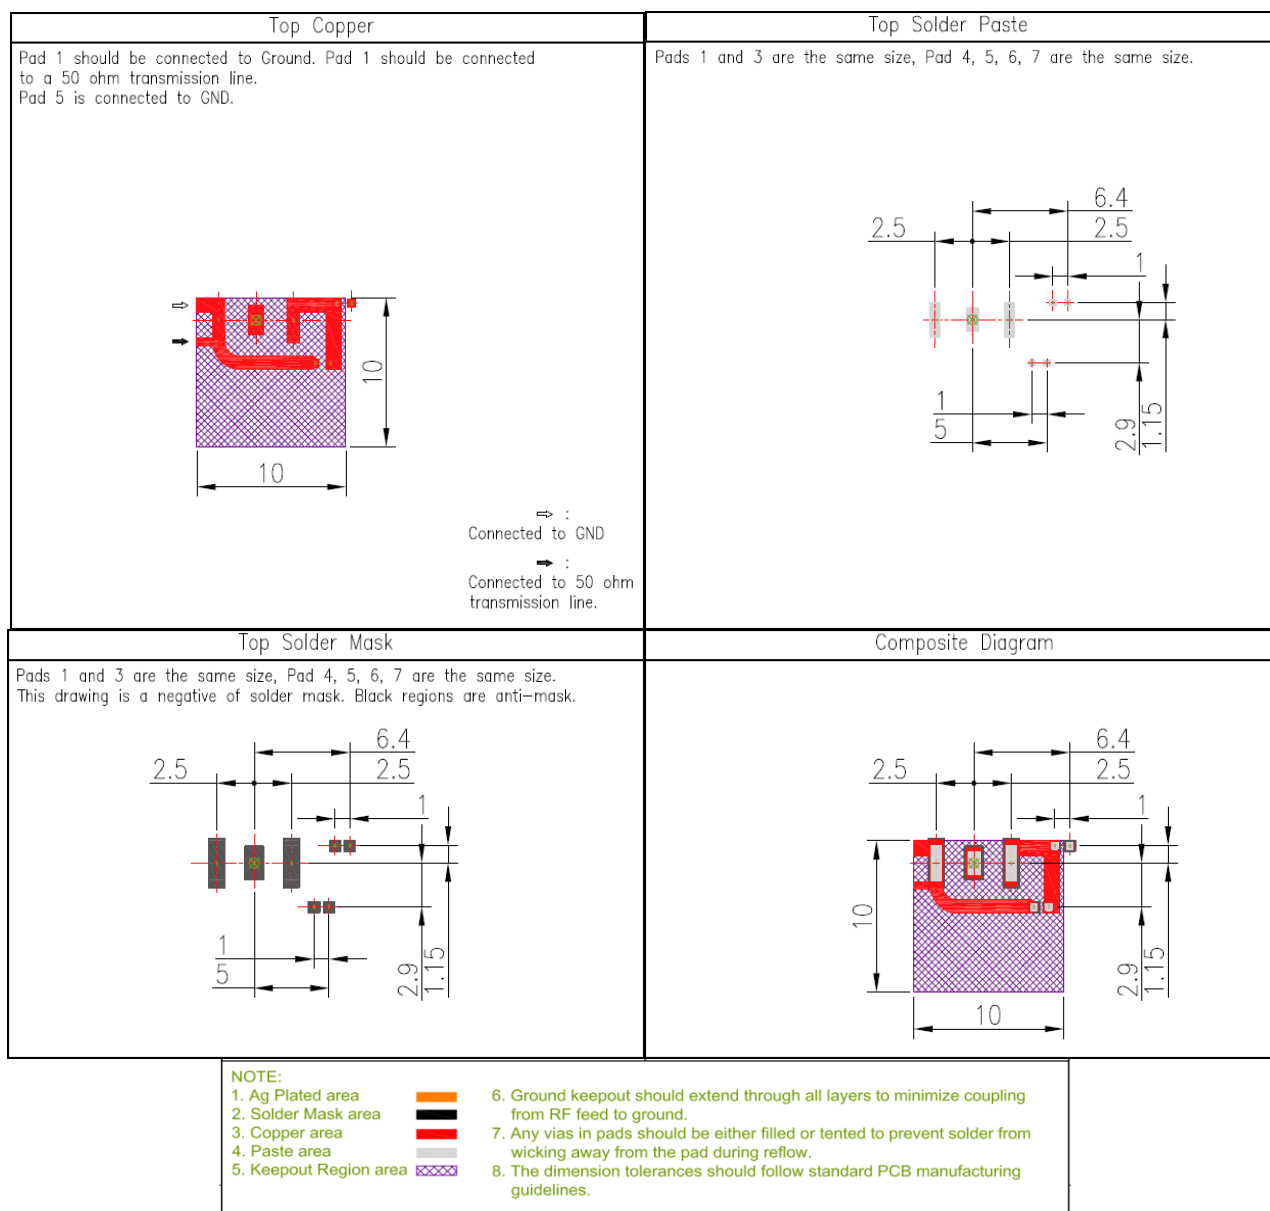 Top Copper
Pad 1 should be connected to Ground. Pad 1 should be connected
to a 50 ohm transmission line.
Pad 5 is connected to GND.
10
10
:
Connected to GND
:
Connected to 50 ohm
transmission line.
Top Solder Paste
Pads 1 and 3 are the same size, Pad 4, 5, 6, 7 are the same size.
6.4
2.5
2.5
1
1
5
2.9
1.15
Top Solder Mask
Pads 1 and 3 are the same size, Pad 4, 5, 6, 7 are the same size.
This drawing is a negative of solder mask. Black regions are anti-mask.
6.4
2.5
2.5
1
1
5
2.9
1.15
Composite Diagram
6.4
2.5
2.5
1
10
10
2.9
1.15
NOTE:
1. Ag Plated area
2. Solder Mask area
3. Copper area
4. Paste area
5. Keepout Region area
6. Ground keepout should extend through all layers to minimize coupling
from RF feed to ground.
7. Any vias in pads should be either filled or tented to prevent solder from
wicking away from the pad during reflow.
8. The dimension tolerances should follow standard PCB manufacturing
guidelines.